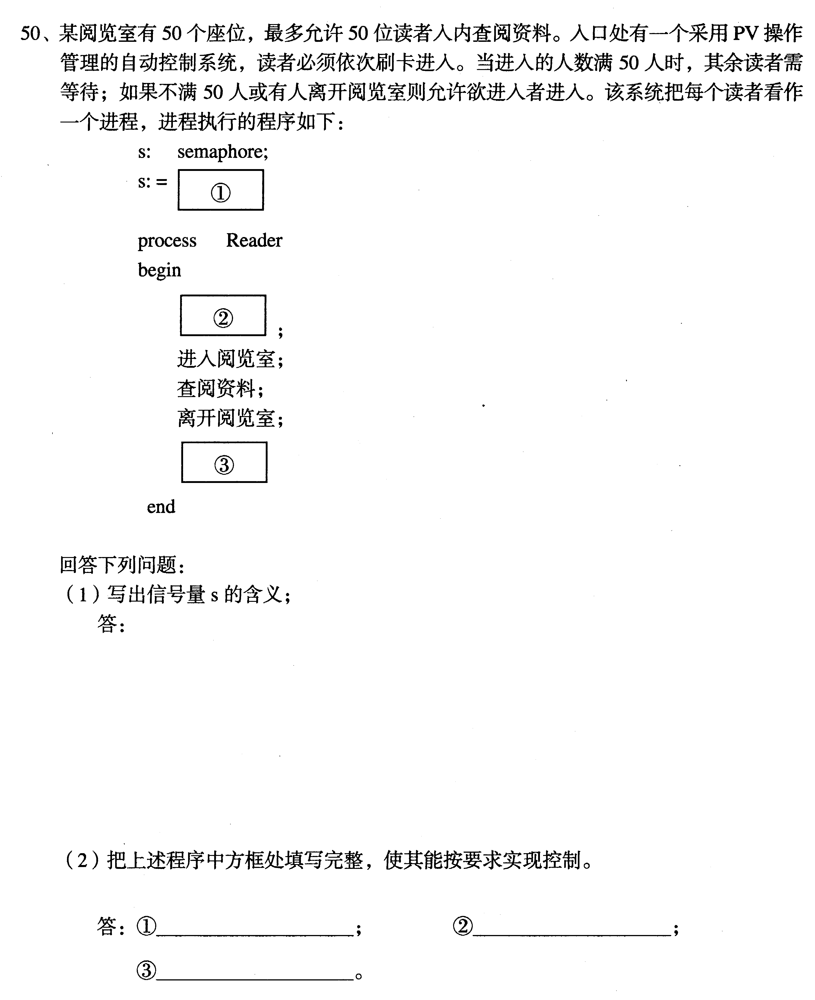 50、某阅览室有 50 个座位，最多允许 50 位读者入内查阅资料。入口处有一个采用 PV 操作
管理的自动控制系统，读者必须依次刷卡进入。当进入的人数满 50 人时，其余读者需
等待；如果不满 50 人或有人离开阅览室则允许欲进入者进入。该系统把每个读者看作
一个进程，进程执行的程序如下：
s: semaphore;
s: = ①
process Reader
begin
② ；
进入阅览室；
查阅资料；
离开阅览室；
③
end
回答下列问题：
（1）写出信号量 s 的含义；
答：
（2）把上述程序中方框处填写完整，使其能按要求实现控制。
答：①____________________； ②____________________；
③____________________。